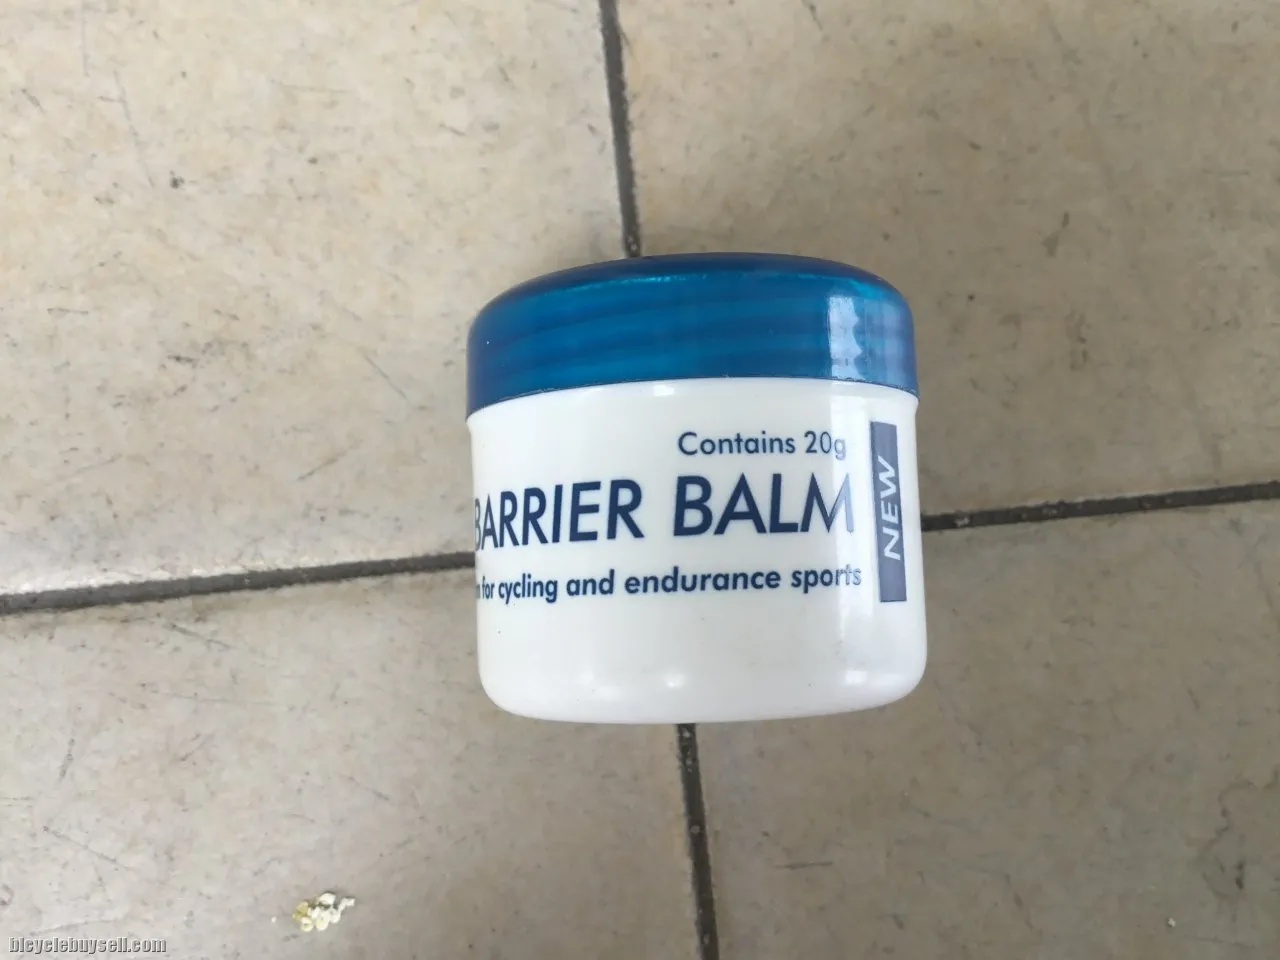 Contains 20g
BARRIER BALM
for cycling and endurance sports
NEW
bicyclebuysell.com